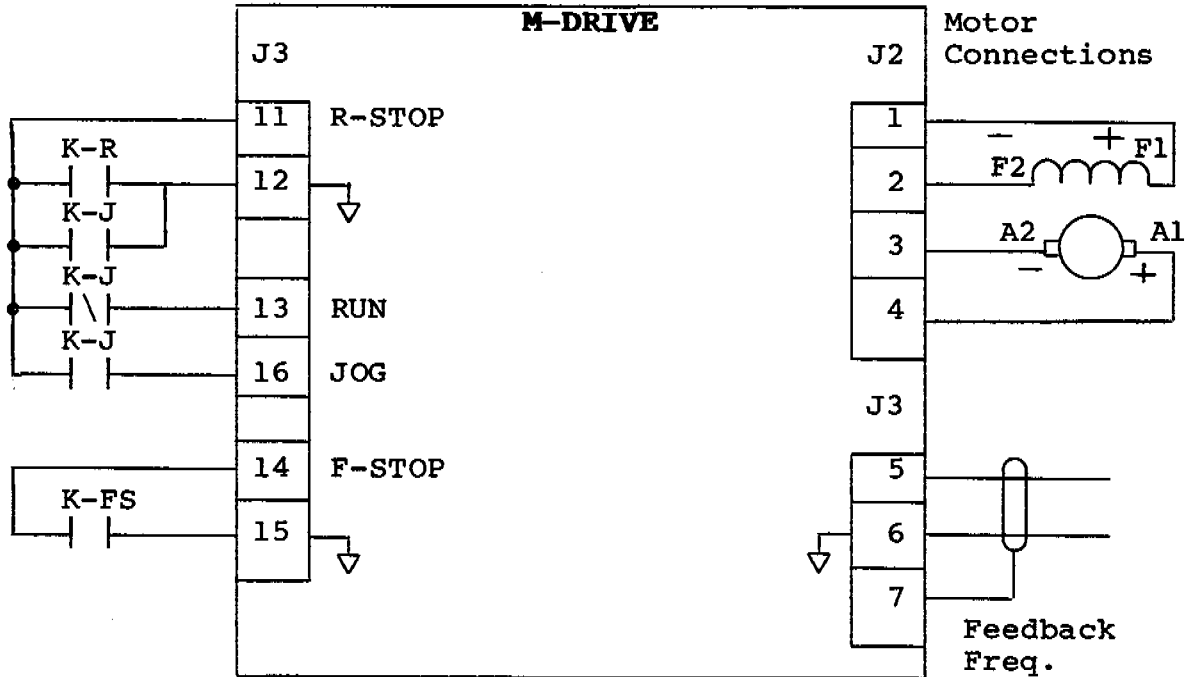 M-DRIVE
J3
11 R-STOP
K-R
12
K-J
K-J
13 RUN
K-J
16 JOG
14 F-STOP
K-FS
15
J2
Motor
Connections
1
- +
F1
2
F2
3
A2
A1
- +
4
J3
5
6
7
Feedback
Freq.